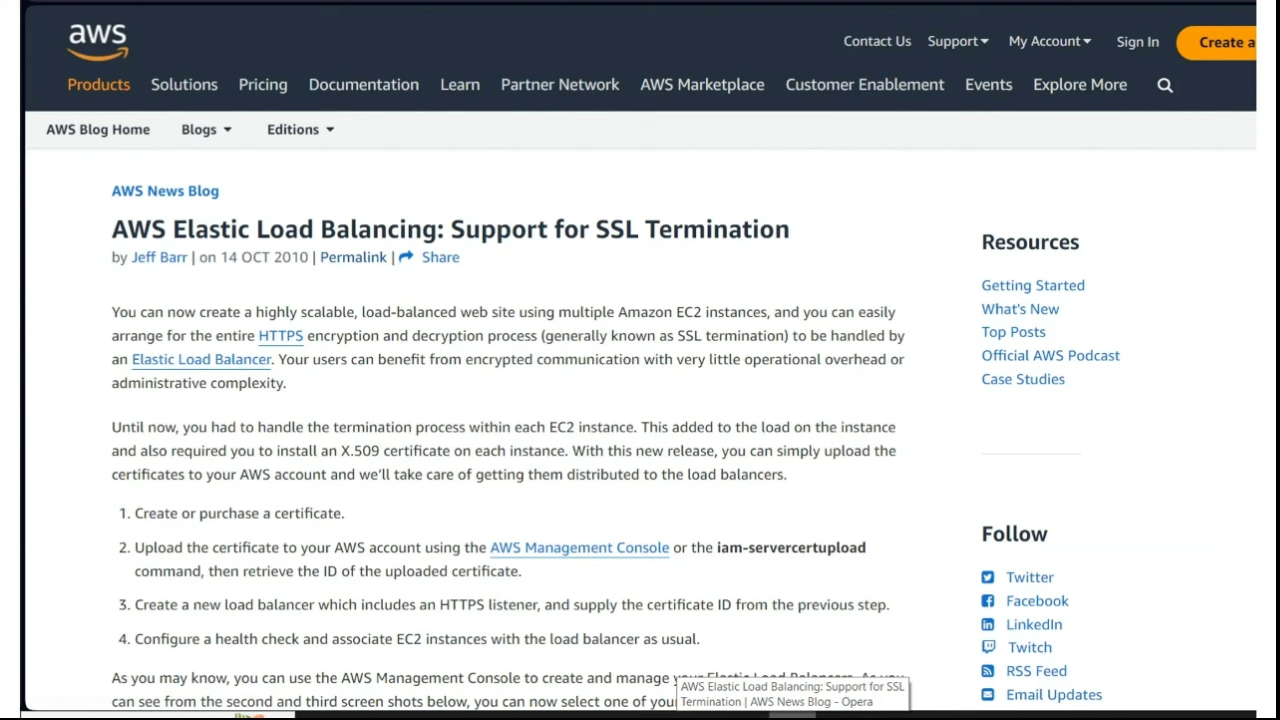 aws
Contact Us Support My Account Sign In Create a
Products Solutions Pricing Documentation Learn Partner Network AWS Marketplace Customer Enablement Events Explore More
AWS Blog Home Blogs Editions
AWS News Blog
AWS Elastic Load Balancing: Support for SSL Termination
by Jeff Barr | on 14 OCT 2010 | Permalink | Share
You can now create a highly scalable, load-balanced web site using multiple Amazon EC2 instances, and you can easily
arrange for the entire HTTPS encryption and decryption process (generally known as SSL termination) to be handled by
an Elastic Load Balancer. Your users can benefit from encrypted communication with very little operational overhead or
administrative complexity.
Until now, you had to handle the termination process within each EC2 instance. This added to the load on the instance
and also required you to install an X.509 certificate on each instance. With this new release, you can simply upload the
certificates to your AWS account and we'll take care of getting them distributed to the load balancers.
1. Create or purchase a certificate.
2. Upload the certificate to your AWS account using the AWS Management Console or the iam-servercertupload
command, then retrieve the ID of the uploaded certificate.
3. Create a new load balancer which includes an HTTPS listener, and supply the certificate ID from the previous step.
4. Configure a health check and associate EC2 instances with the load balancer as usual.
As you may know, you can use the AWS Management Console to create and manage your Elastic Load Balancers. As you
can see from the second and third screen shots below, you can now select one of your
AWS Elastic Load Balancing: Support for SSL
Termination | AWS News Blog - Opera
Resources
Getting Started
What's New
Top Posts
Official AWS Podcast
Case Studies
Follow
Twitter
Facebook
LinkedIn
Twitch
RSS Feed
Email Updates